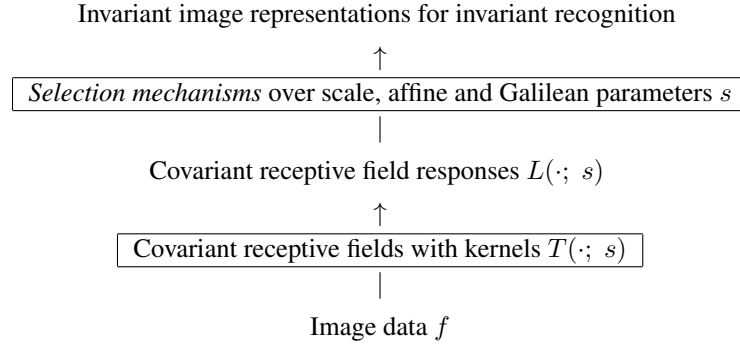 Invariant image representations for invariant recognition
Selection mechanisms over scale, affine and Galilean parameters s
Covariant receptive field responses L(·; s)
Covariant receptive fields with kernels T(·; s)
Image data f